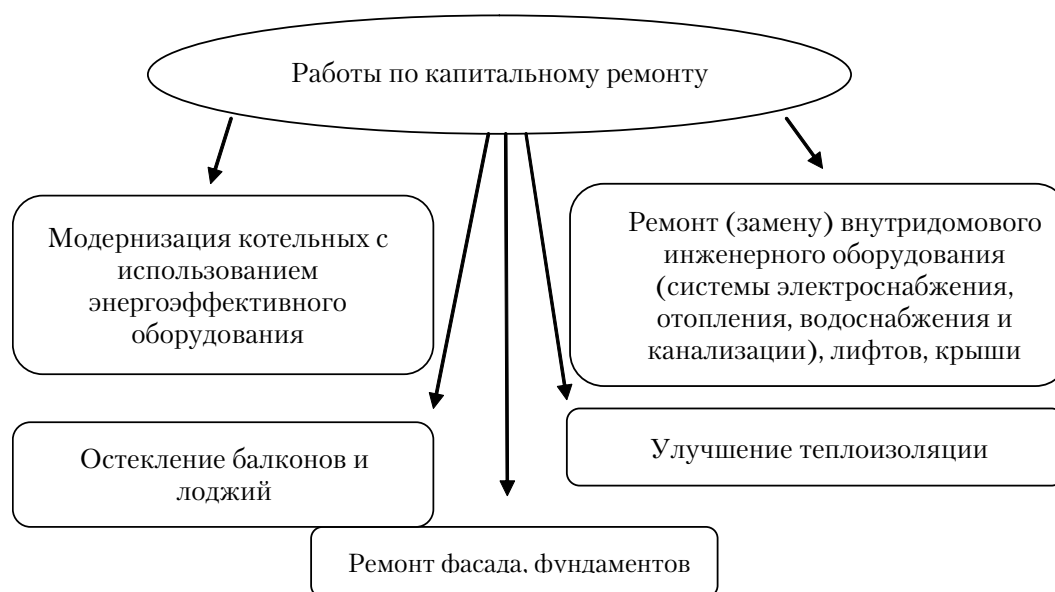 Работы по капитальному ремонту
Модернизация котельных с
использованием
энергоэффективного
оборудования
Ремонт (замену) внутридомового
инженерного оборудования
(системы электроснабжения,
отопления, водоснабжения и
канализации), лифтов, крыши
Остекление балконов и
лоджий
Улучшение теплоизоляции
Ремонт фасада, фундаментов